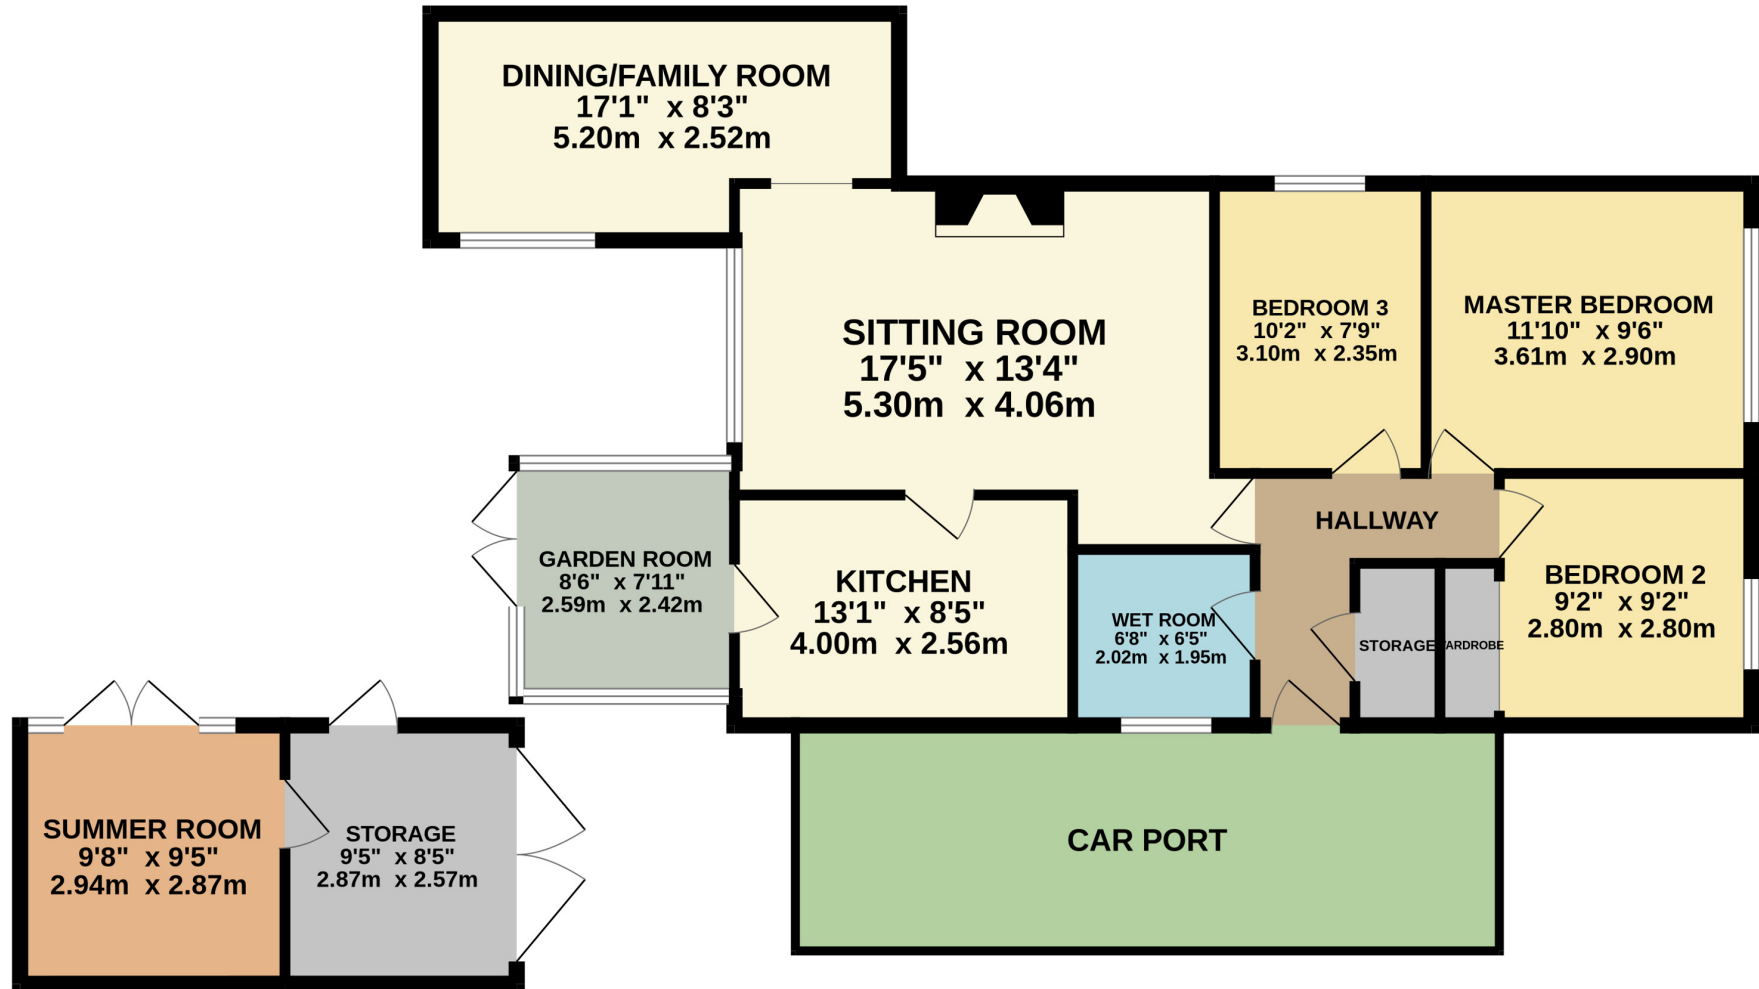 DINING/FAMILY ROOM
17'1" x 8'3"
5.20m x 2.52m
SITTING ROOM
17'5" x 13'4"
5.30m x 4.06m
BEDROOM 3
10'2" x 7'9"
3.10m x 2.35m
MASTER BEDROOM
11'10" x 9'6"
3.61m x 2.90m
HALLWAY
GARDEN ROOM
8'6" x 7'11"
2.59m x 2.42m
KITCHEN
13'1" x 8'5"
4.00m x 2.56m
WET ROOM
6'8" x 6'5"
2.02m x 1.95m
STORAGE
ARDROBE
BEDROOM 2
9'2" x 9'2"
2.80m x 2.80m
SUMMER ROOM
9'8" x 9'5"
2.94m x 2.87m
STORAGE
9'5" x 8'5"
2.87m x 2.57m
CAR PORT